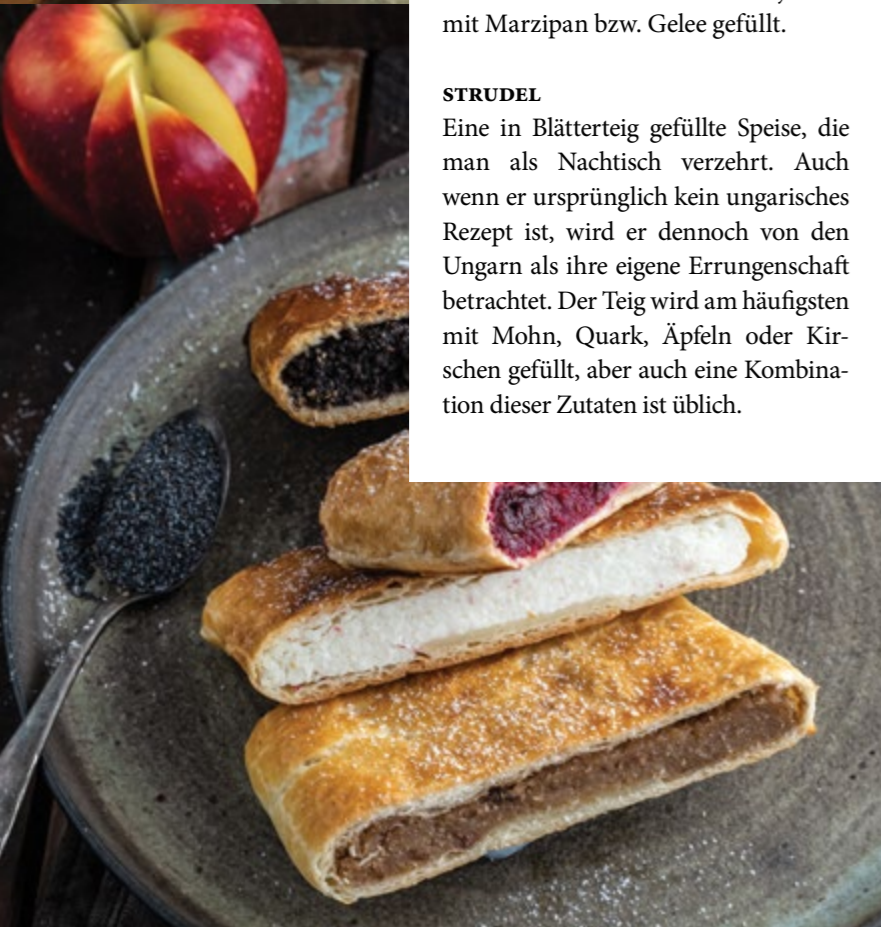 mit Marzipan bzw. Gelee gefüllt.
STRUDEL
Eine in Blätterteig gefüllte Speise, die
man als Nachtisch verzehrt. Auch
wenn er ursprünglich kein ungarisches
Rezept ist, wird er dennoch von den
Ungarn als ihre eigene Errungenschaft
betrachtet. Der Teig wird am häufigsten
mit Mohn, Quark, Äpfeln oder Kir-
schen gefüllt, aber auch eine Kombina-
tion dieser Zutaten ist üblich.